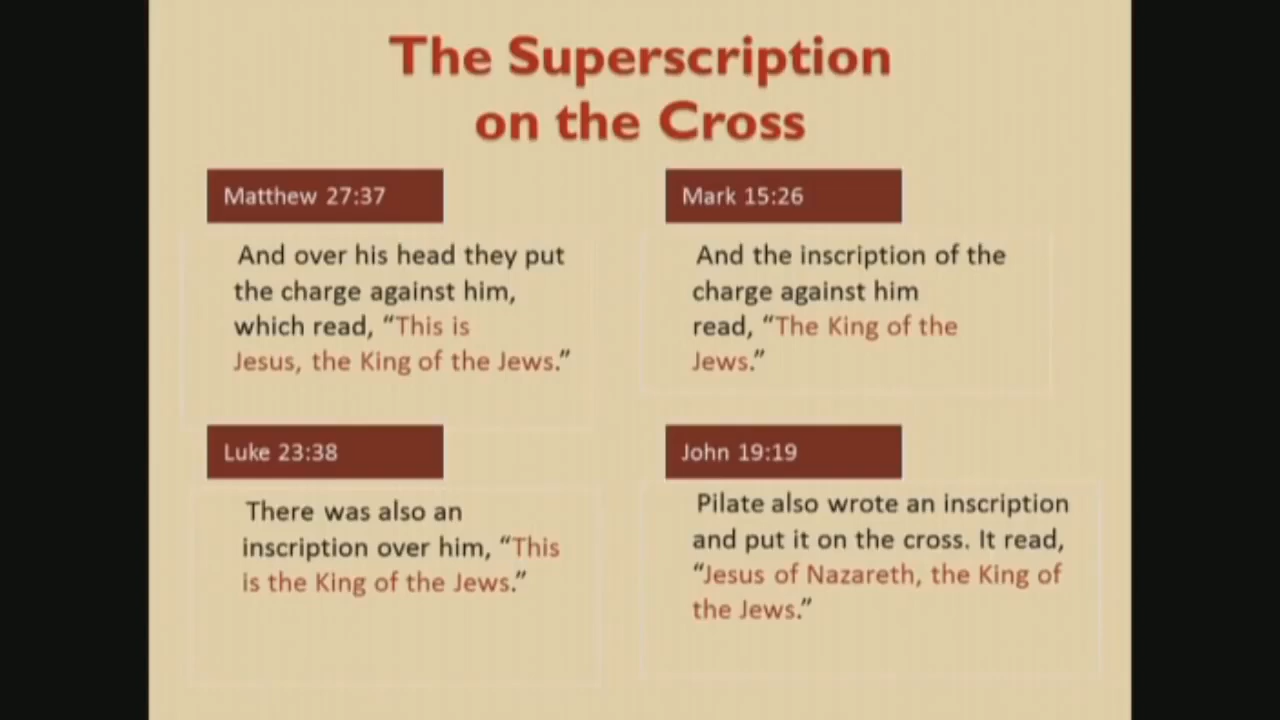 The Superscription
on the Cross
Matthew 27:37
And over his head they put
the charge against him,
which read, “This is
Jesus, the King of the Jews.”
Mark 15:26
And the inscription of the
charge against him
read, “The King of the
Jews.”
Luke 23:38
There was also an
inscription over him, “This
is the King of the Jews.”
John 19:19
Pilate also wrote an inscription
and put it on the cross. It read,
“Jesus of Nazareth, the King of
the Jews.”